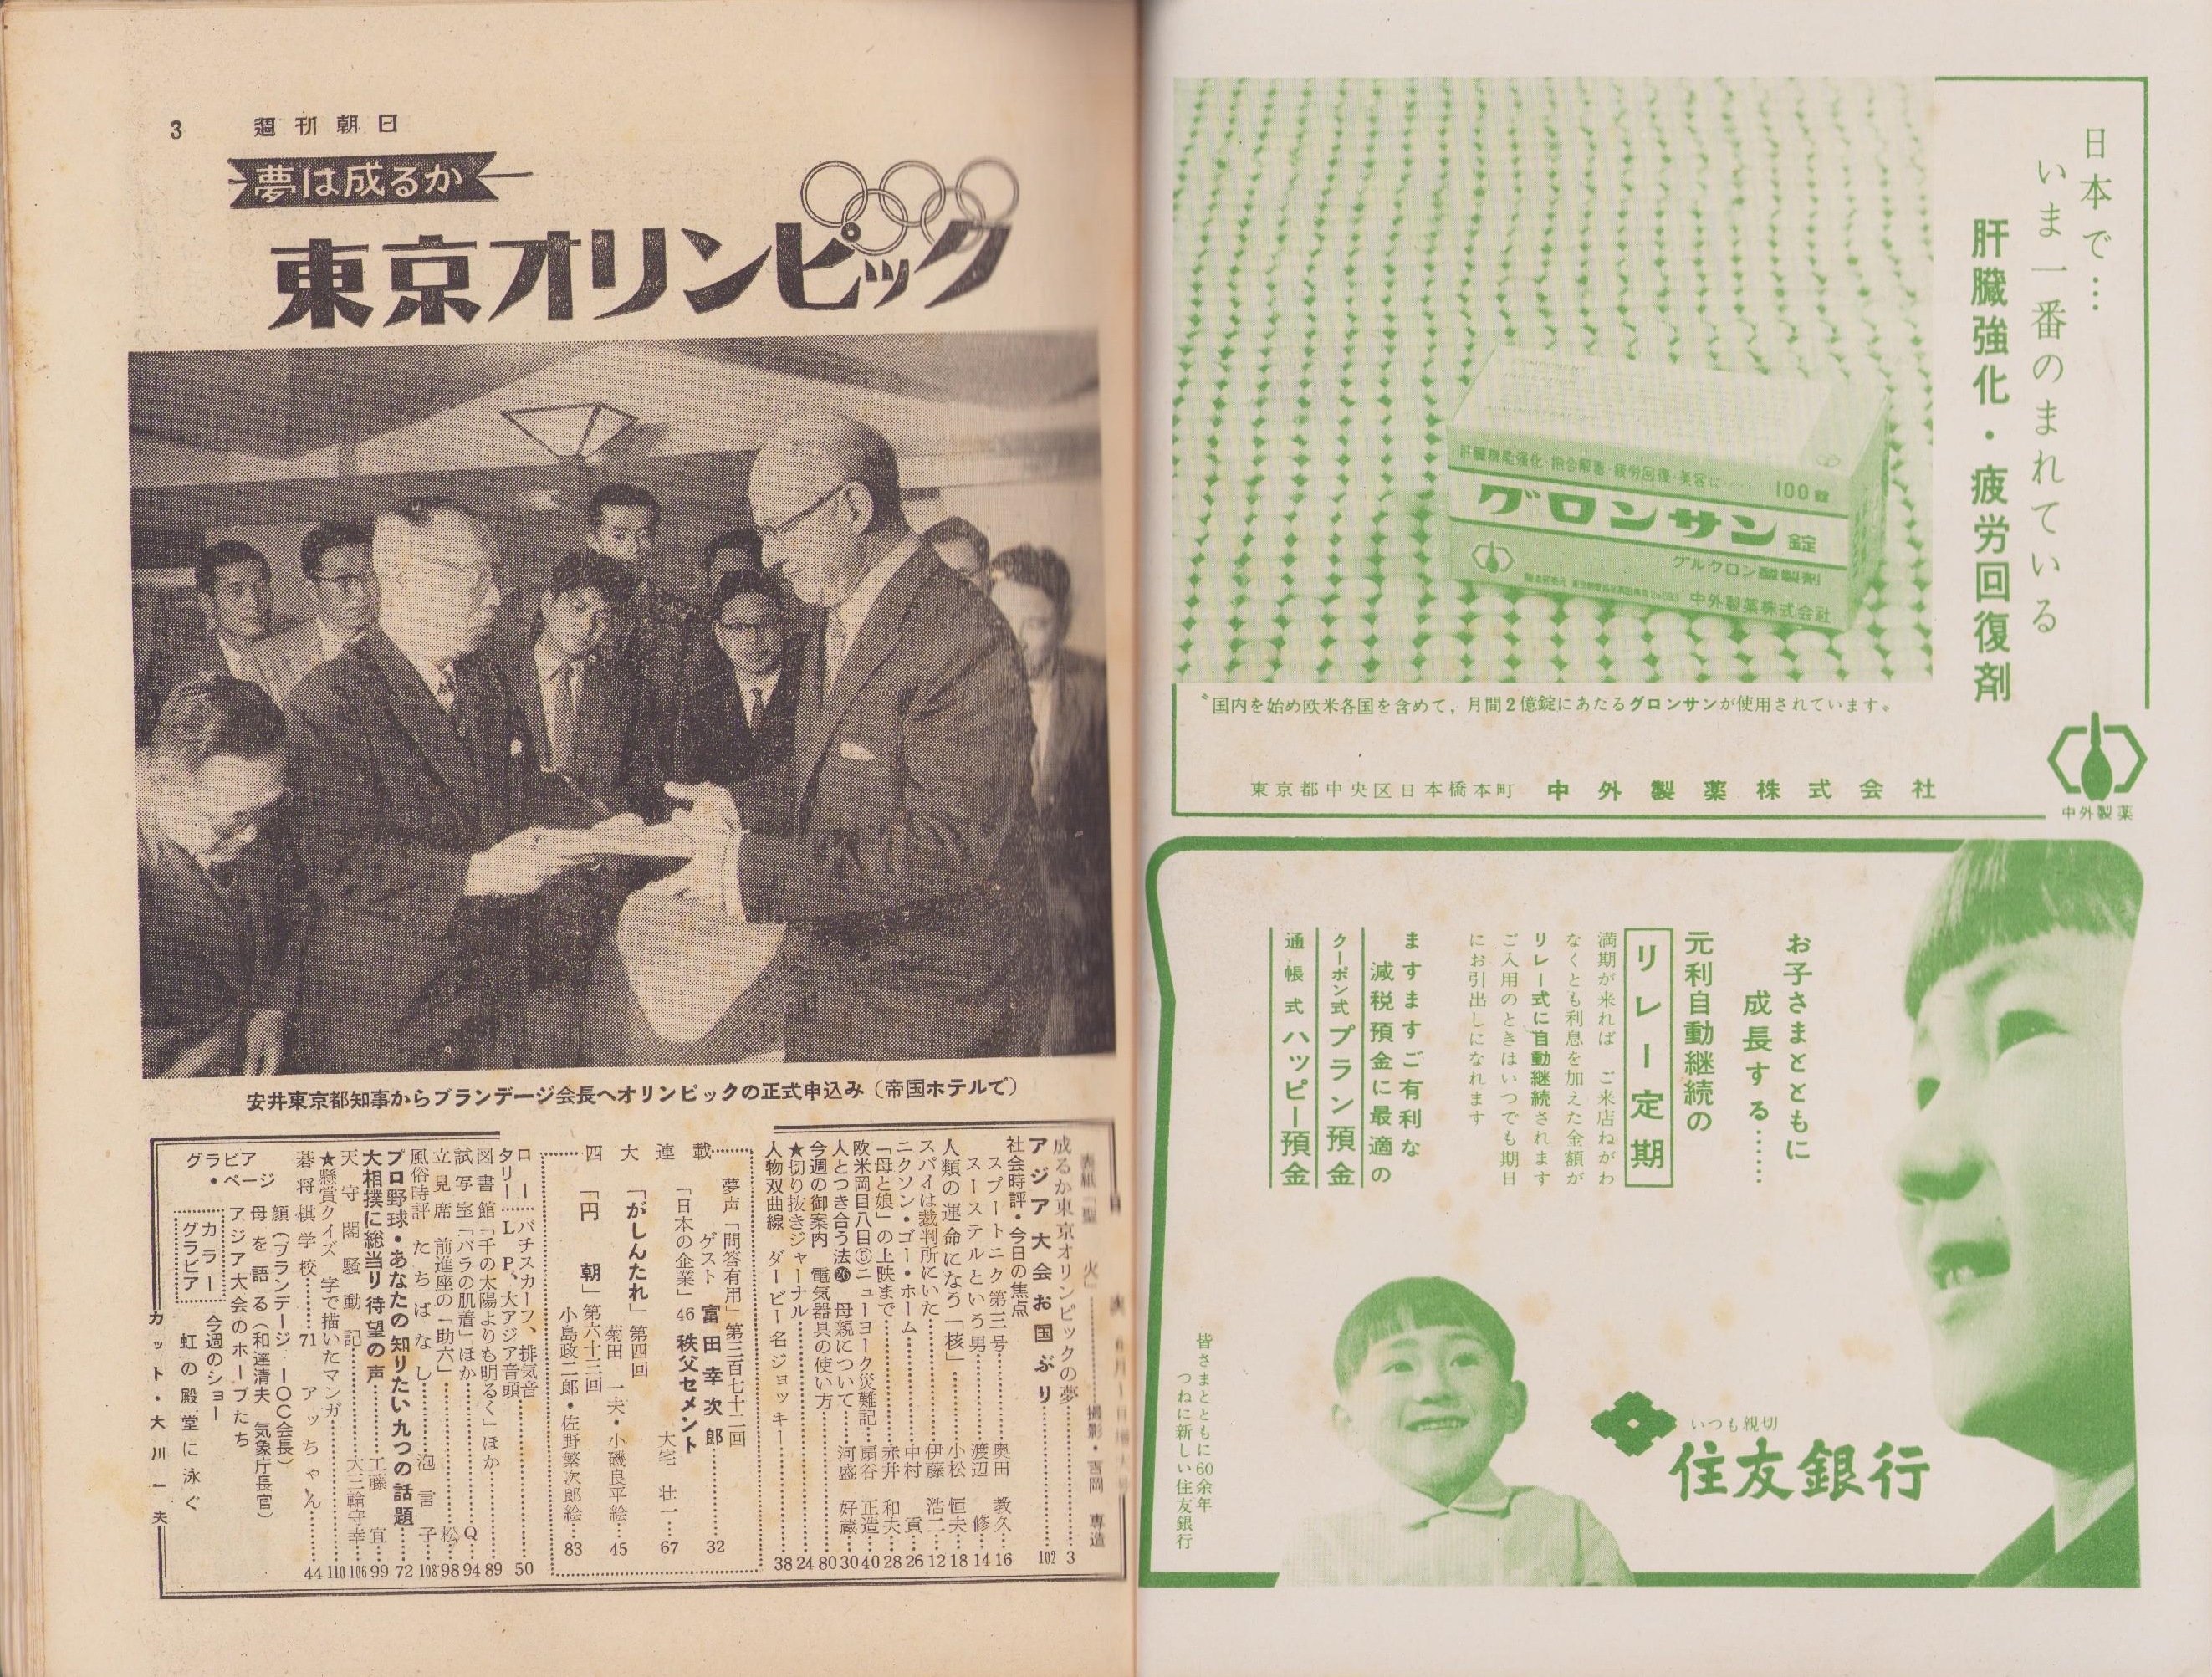 日本で…
いま一番のまれている
肝臓強化・疲労回復剤
肝臓機能強化・抱合解毒・疲労回復・美容に…
100錠
グロンサン錠
グルクロン酸製剤
中外製薬株式会社
〝国内を始め欧米各国を含めて,月間2億錠にあたるグロンサンが使用されています。
東京都中央区日本橋本町 中外製薬株式会社
中外製薬
お子さまとともに
成長する……
元利自動継続の
リレー定期
満期が来れば ご来店ねがわ
なくとも利息を加えた金額が
リレー式に自動継続されます
ご入用のときはいつでも期日
にお引出しになれます
ますますご有利な
減税預金に最適の
クーポン式プラン預金
通帳式ハッピー預金
いつも親切
住友銀行
皆さまとともに60余年
つねに新しい住友銀行
3 週刊朝日
夢は成るか
東京オリンピック
安井東京都知事からブランデージ会長へオリンピックの正式申込み(帝国ホテルで)
表紙「聖火」……撮影・吉岡専造
成るか東京オリンピックの夢……3
アジア大会お国ぶり……102
社会時評・今日の焦点
スプートニク第三号……奥田教久…16
スーステルという男……渡辺修…14
人類の運命になう「核」……小松恒夫…18
スパイは裁判所にいた……伊藤浩二…12
ニクソン・ゴー・ホーム……中村貢…26
「母と娘」の上映まで……赤井和夫…28
欧米岡目八目⑤ニューヨーク災難記……扇谷正造…40
人とつき合う法㉖ 母親について……河盛好蔵…30
今週の御案内 電気器具の使い方……80
★切り抜きジャーナル……24
人物双曲線 ダービー名ジョッキー……38
四大連載
夢声「問答有用」第三百七十二回
ゲスト 富田幸次郎……32
「日本の企業」46 秩父セメント
大宅壮一…67
「がしんたれ」第四回
菊田一夫・小磯良平絵……45
「円朝」第六十三回
小島政二郎・佐野繁次郎絵……83
ロータリー
パチスカーフ、排気音
LP、大アジア音頭……50
図書館「千の太陽よりも明るく」ほか……89
試写室「バラの肌着」ほか……Q…94
立見席 前進座の「助六」……松…98
風俗時評 たちばなし……泡言子…108
プロ野球・あなたの知りたい九つの話題……72
大相撲に総当り待望の声……工藤宜…99
天守閣騒動記……大三輪守幸…106
★懸賞クイズ 字で描いたマンガ……110
碁将棋学校……71
アッちゃん……44
グラビア・ページ
顔(ブランデージ IOC会長)
母を語る(和達清夫 気象庁長官)
アジア大会のホープたち
カラーグラビア
今週のショー
虹の殿堂に泳ぐ
カット・大川一夫